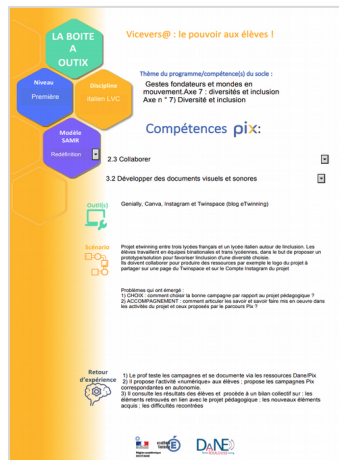 LA BOITE
A
OUTIX
Vicevers@ : le pouvoir aux élèves !
Niveau
Première
Discipline
Italien LVC
Thème du programme/compétence(s) du socle :
Gestes fondateurs et mondes en
mouvement.Axe 7 : diversités et inclusion
Axe n ° 7) Diversité et inclusion
Modèle
SAMR
Redéfinition
Compétences pix:
2.3 Collaborer
3.2 Développer des documents visuels et sonores
Outil(s)
Genially, Canva, Instagram et Twinspace (blog eTwinning)
Scénario
Projet etwinning entre trois lycées français et un lycée italien autour de l'inclusion. Les
élèves travaillent en équipes binationales et trans lycéennes, dans le but de proposer un
prototype/solution pour favoriser l'inclusion d'une diversité choisie.
Ils doivent collaborer pour produire des ressources par exemple le logo du projet à
partager sur une page du Twinspace et sur le Compte Instagram du projet
Problèmes qui ont émergé :
1) CHOIX : comment choisir la bonne campagne par rapport au projet pédagogique ?
2) ACCOMPAGNEMENT : comment articuler les savoir et savoir faire mis en oeuvre dans
les activités du projet et ceux proposés par le parcours Pix ?
Retour
d'expérience
1) Le prof teste les campagnes et se documente via les ressources Dane/Pix
2) Il propose l'activité «numérique» aux élèves ; propose les campagnes Pix
correspondantes en autonomie.
3) Il consulte les résultats des élèves et procède à un bilan collectif sur : les
éléments retrouvés en lien avec le projet pédagogique ; les nouveaux éléments
acquis ; les difficultés recontrées
DANE